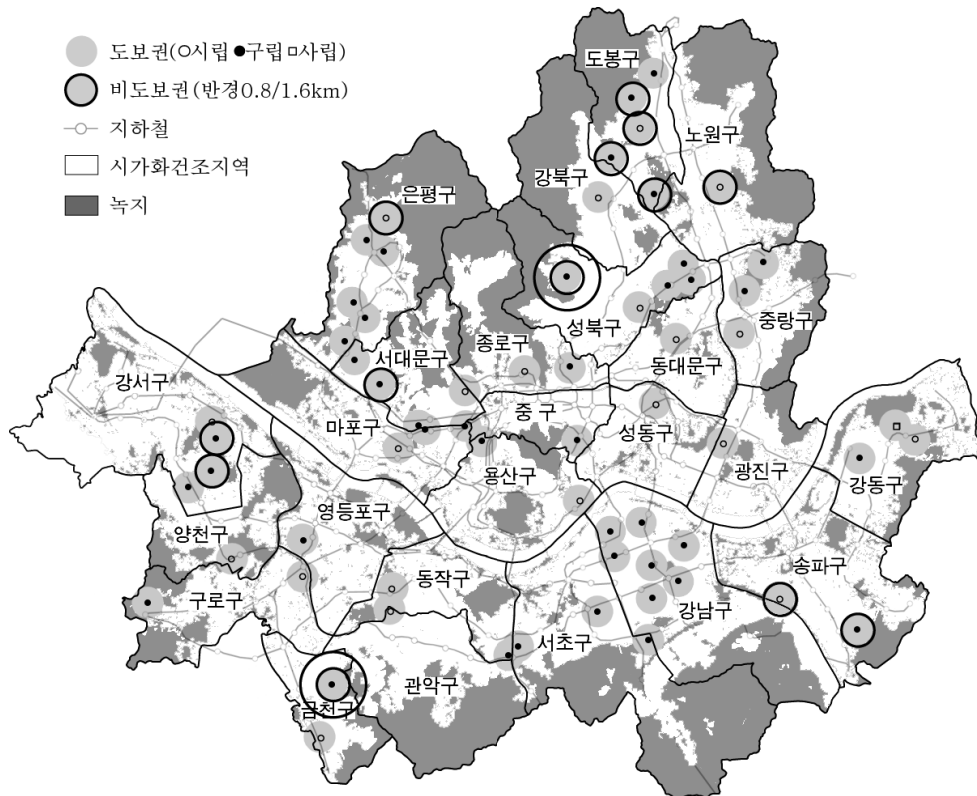 도보권(○시립 ●구립 □사립)
비도보권(반경0.8/1.6km)
지하철
시가화건조지역
녹지
도봉구
노원구
강북구
은평구
성북구
중랑구
종로구
서대문구
동대문구
강서구
중 구
마포구
성동구
용산구
광진구
강동구
영등포구
양천구
송파구
동작구
구로구
강남구
서초구
관악구
금천구